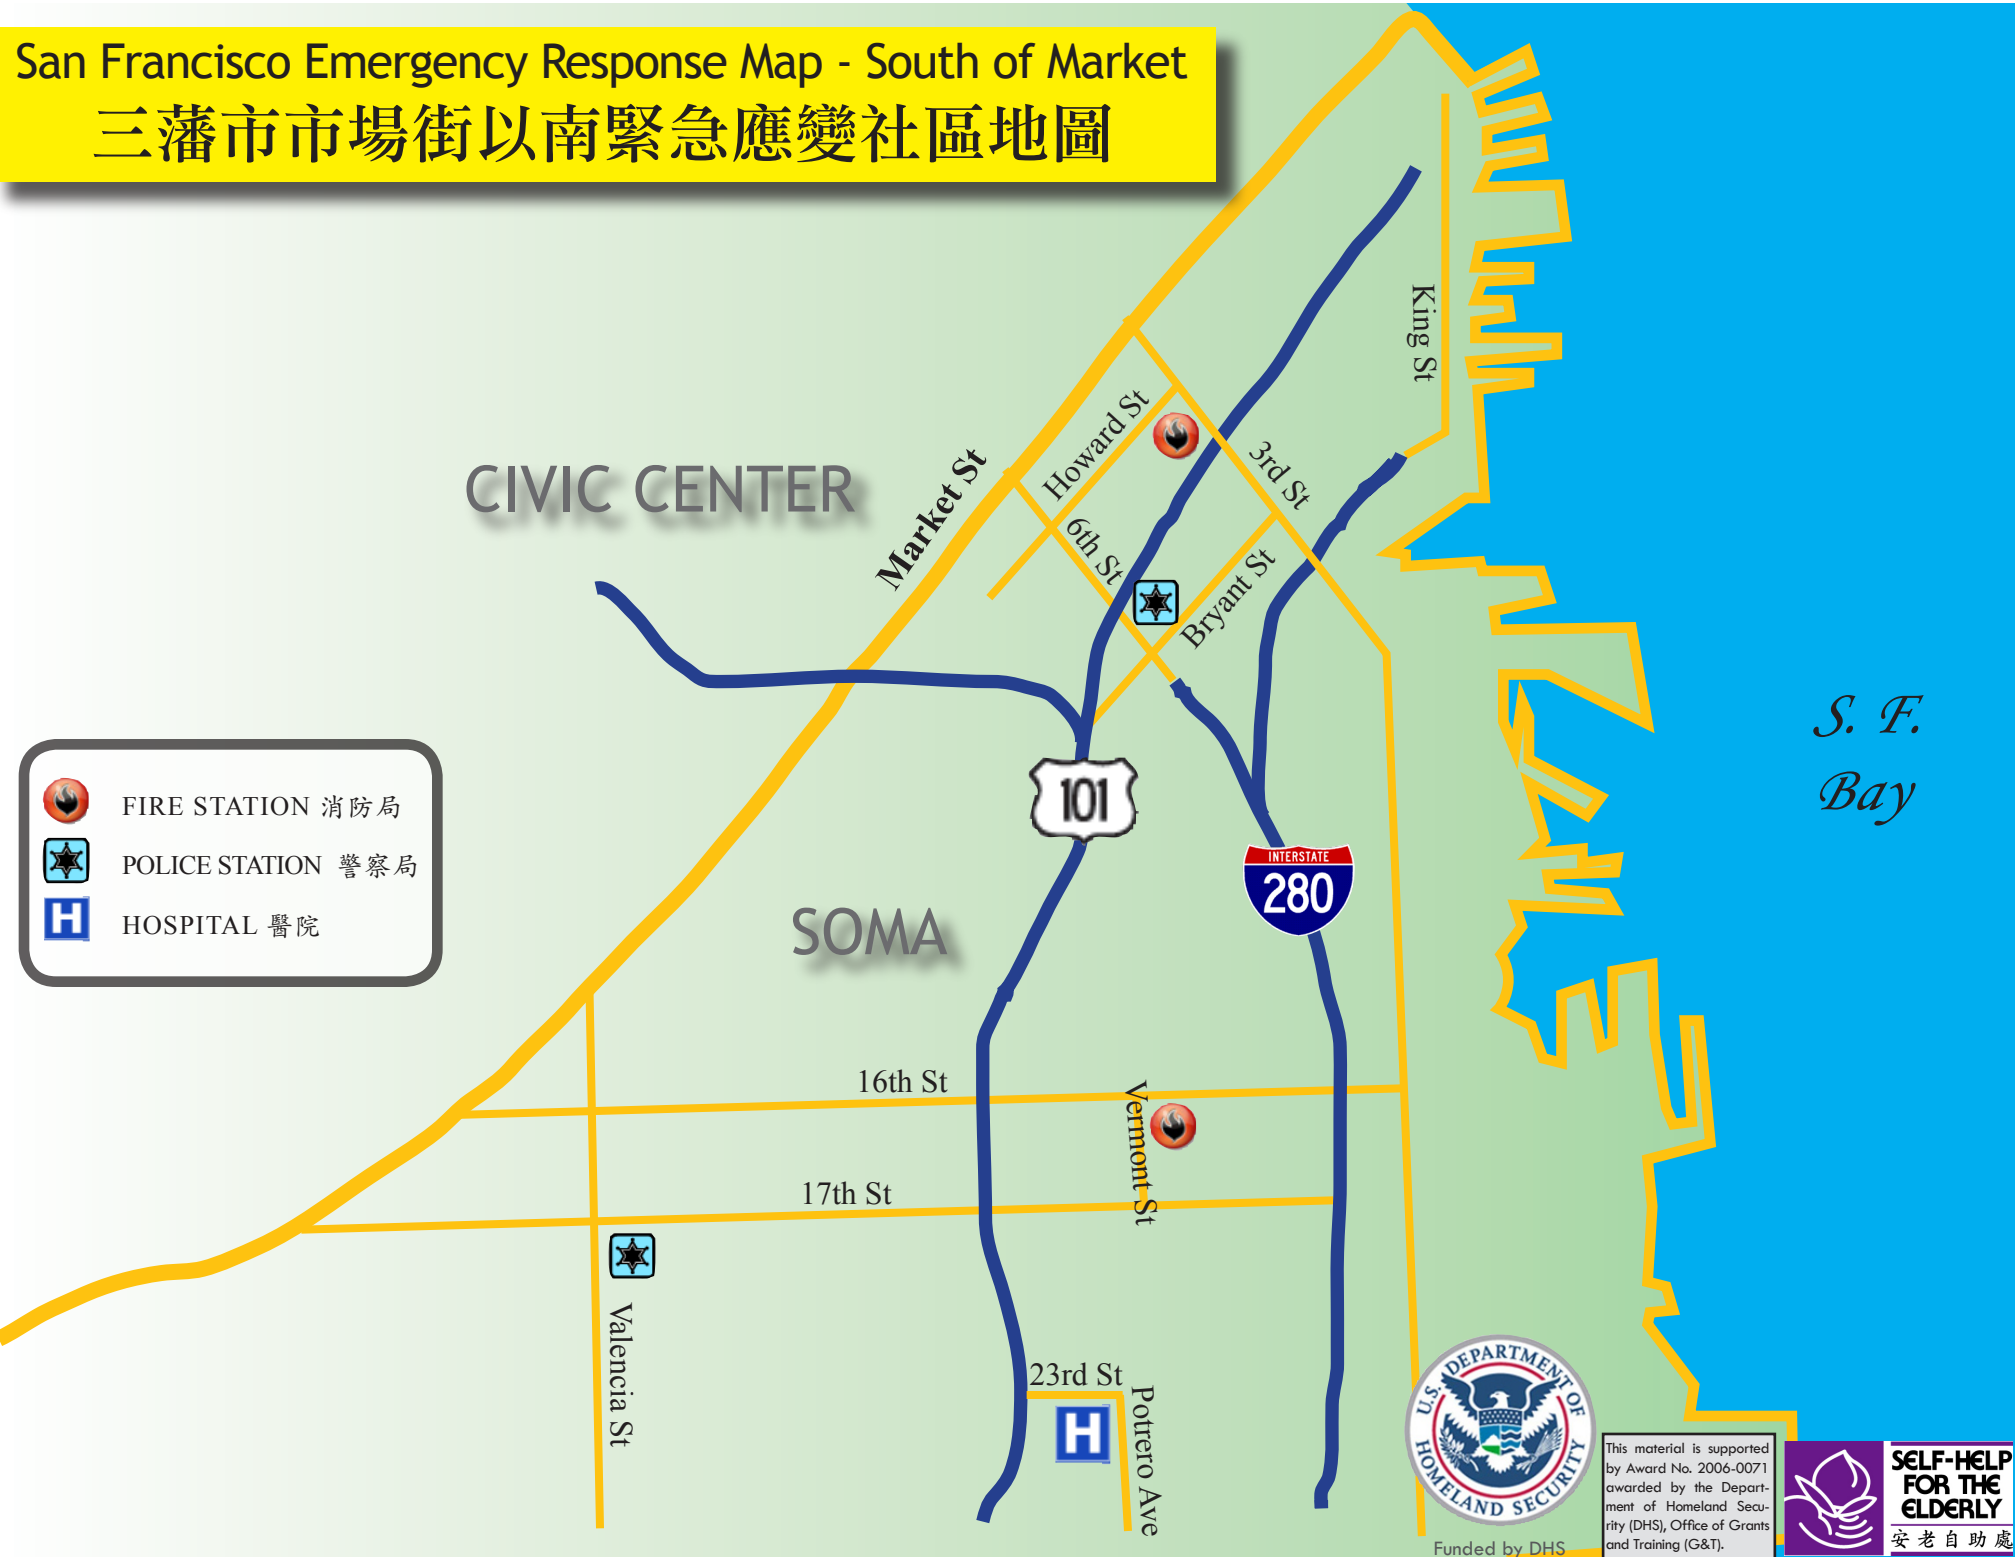 San Francisco Emergency Response Map - South of Market
三藩市市場街以南緊急應變社區地圖
King St
Howard St
3rd St
CIVIC CENTER
Market St
6th St
Bryant St
S. F.
Bay
FIRE STATION 消防局
POLICE STATION 警察局
HOSPITAL 醫院
101
INTERSTATE
280
SOMA
16th St
Vermont St
17th St
Valencia St
23rd St
Potrero Ave
U.S. DEPARTMENT OF
HOMELAND SECURITY
Funded by DHS
This material is supported
by Award No. 2006-0071
awarded by the Depart-
ment of Homeland Secu-
rity (DHS), Office of Grants
and Training (G&T).
SELF-HELP
FOR THE
ELDERLY
安老自助處